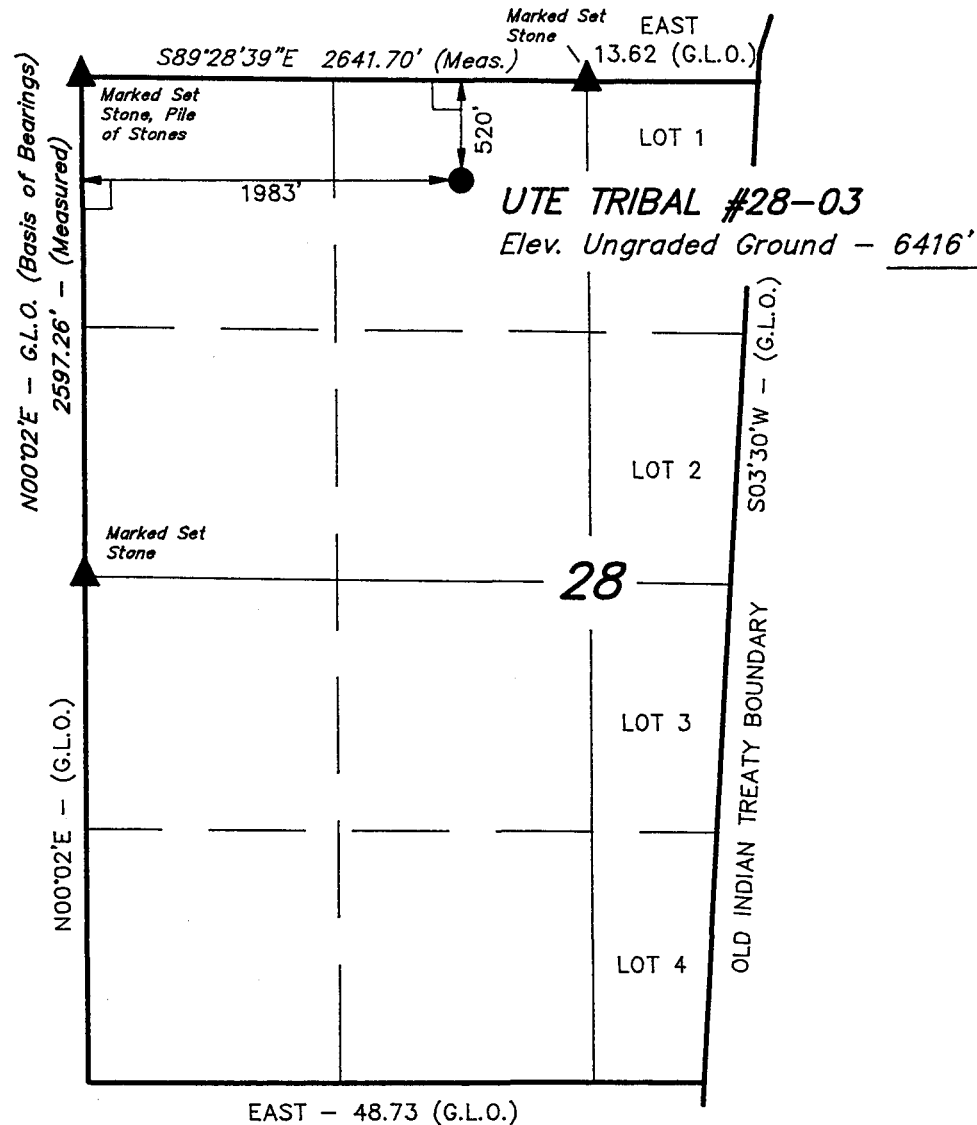 Marked Set
Stone
EAST
13.62 (G.L.O.)
S89°28'39"E 2641.70' (Meas.)
Marked Set
Stone, Pile
of Stones
520'
LOT 1
1983'
UTE TRIBAL #28-03
Elev. Ungraded Ground - 6416'
N00°02'E - G.L.O. (Basis of Bearings)
2597.26' - (Measured)
S03°30'W - (G.L.O.)
LOT 2
Marked Set
Stone
28
LOT 3
OLD INDIAN TREATY BOUNDARY
N00°02'E - (G.L.O.)
LOT 4
EAST - 48.73 (G.L.O.)